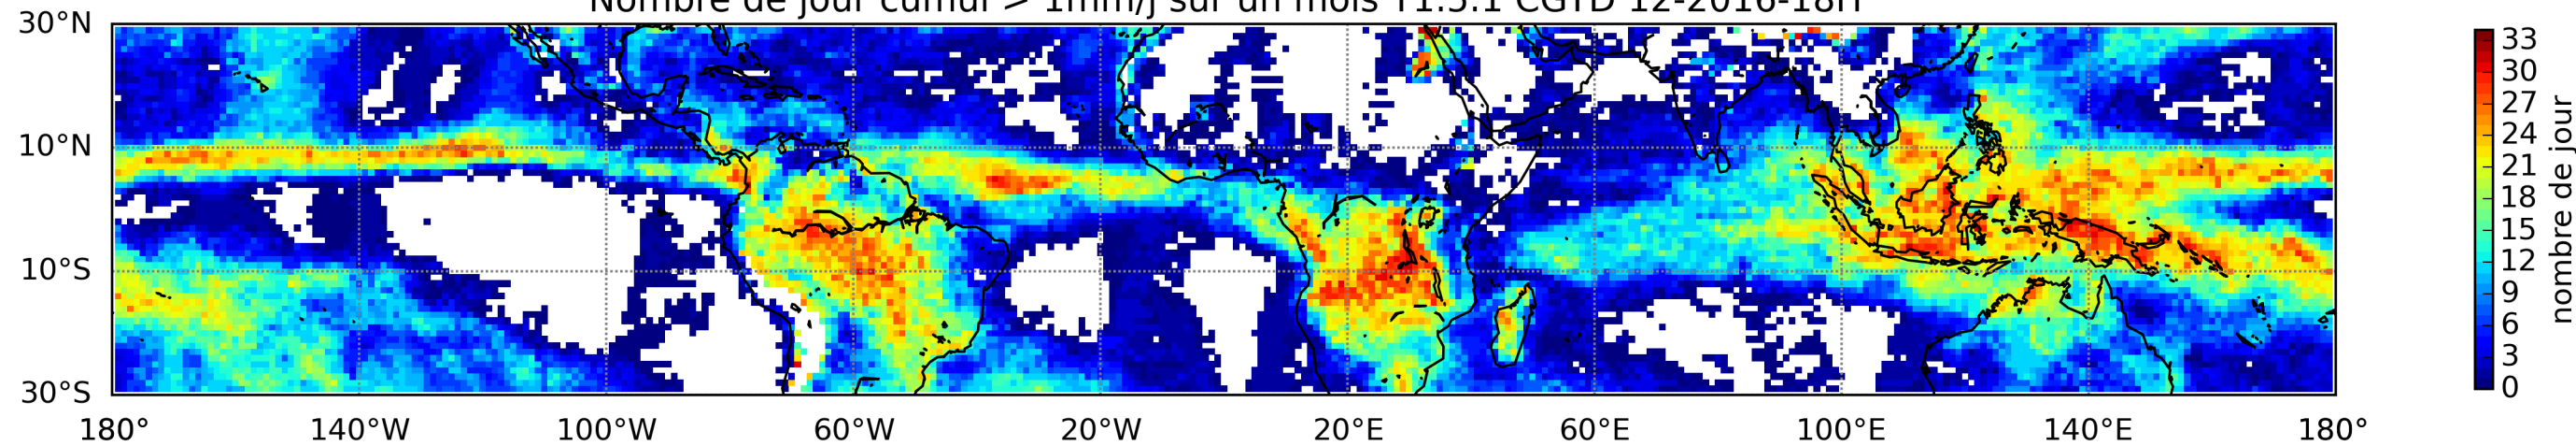 Nombre de jour cumul > 1mm/j sur un mois T1.5.1 CGTD 12-2016-18H
30°N
10°N
10°S
30°S
180° 140°W 100°W 60°W 20°W 20°E 60°E 100°E 140°E 180°
33
30
27
24
21
18
15
12
9
6
3
0
nombre de jour